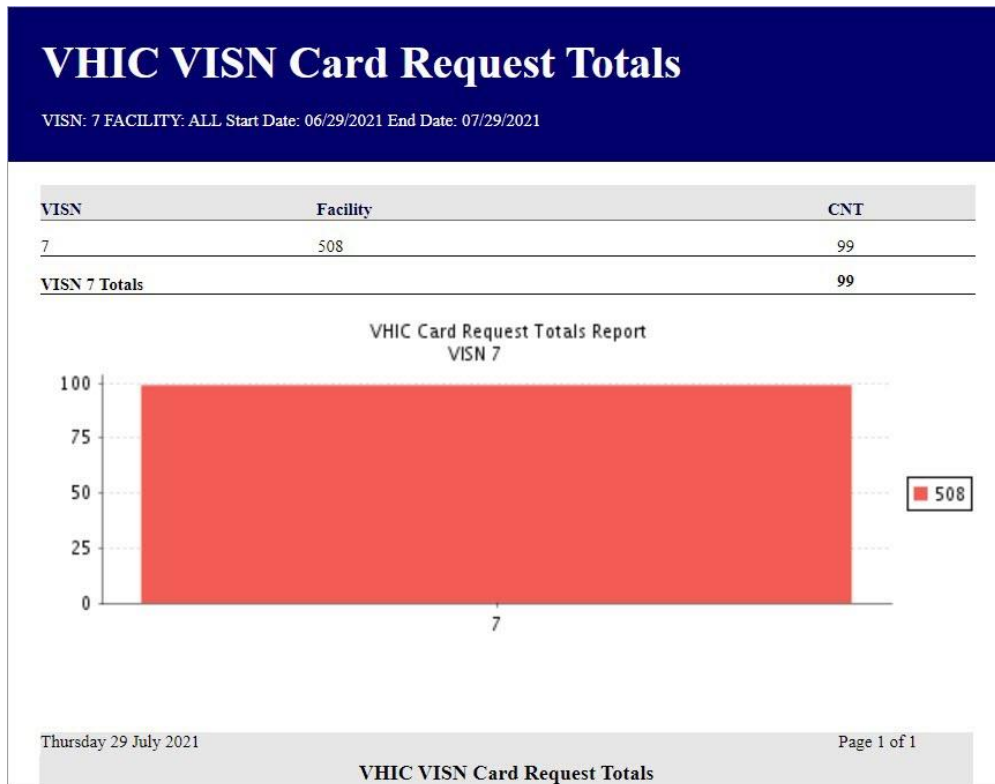 VHIC VISN Card Request Totals
VISN: 7 FACILITY: ALL Start Date: 06/29/2021 End Date: 07/29/2021
VISN Facility CNT
7 508 99
VISN 7 Totals 99
VHIC Card Request Totals Report
VISN 7
100
75
50
25
0
7
508
Thursday 29 July 2021 Page 1 of 1
VHIC VISN Card Request Totals